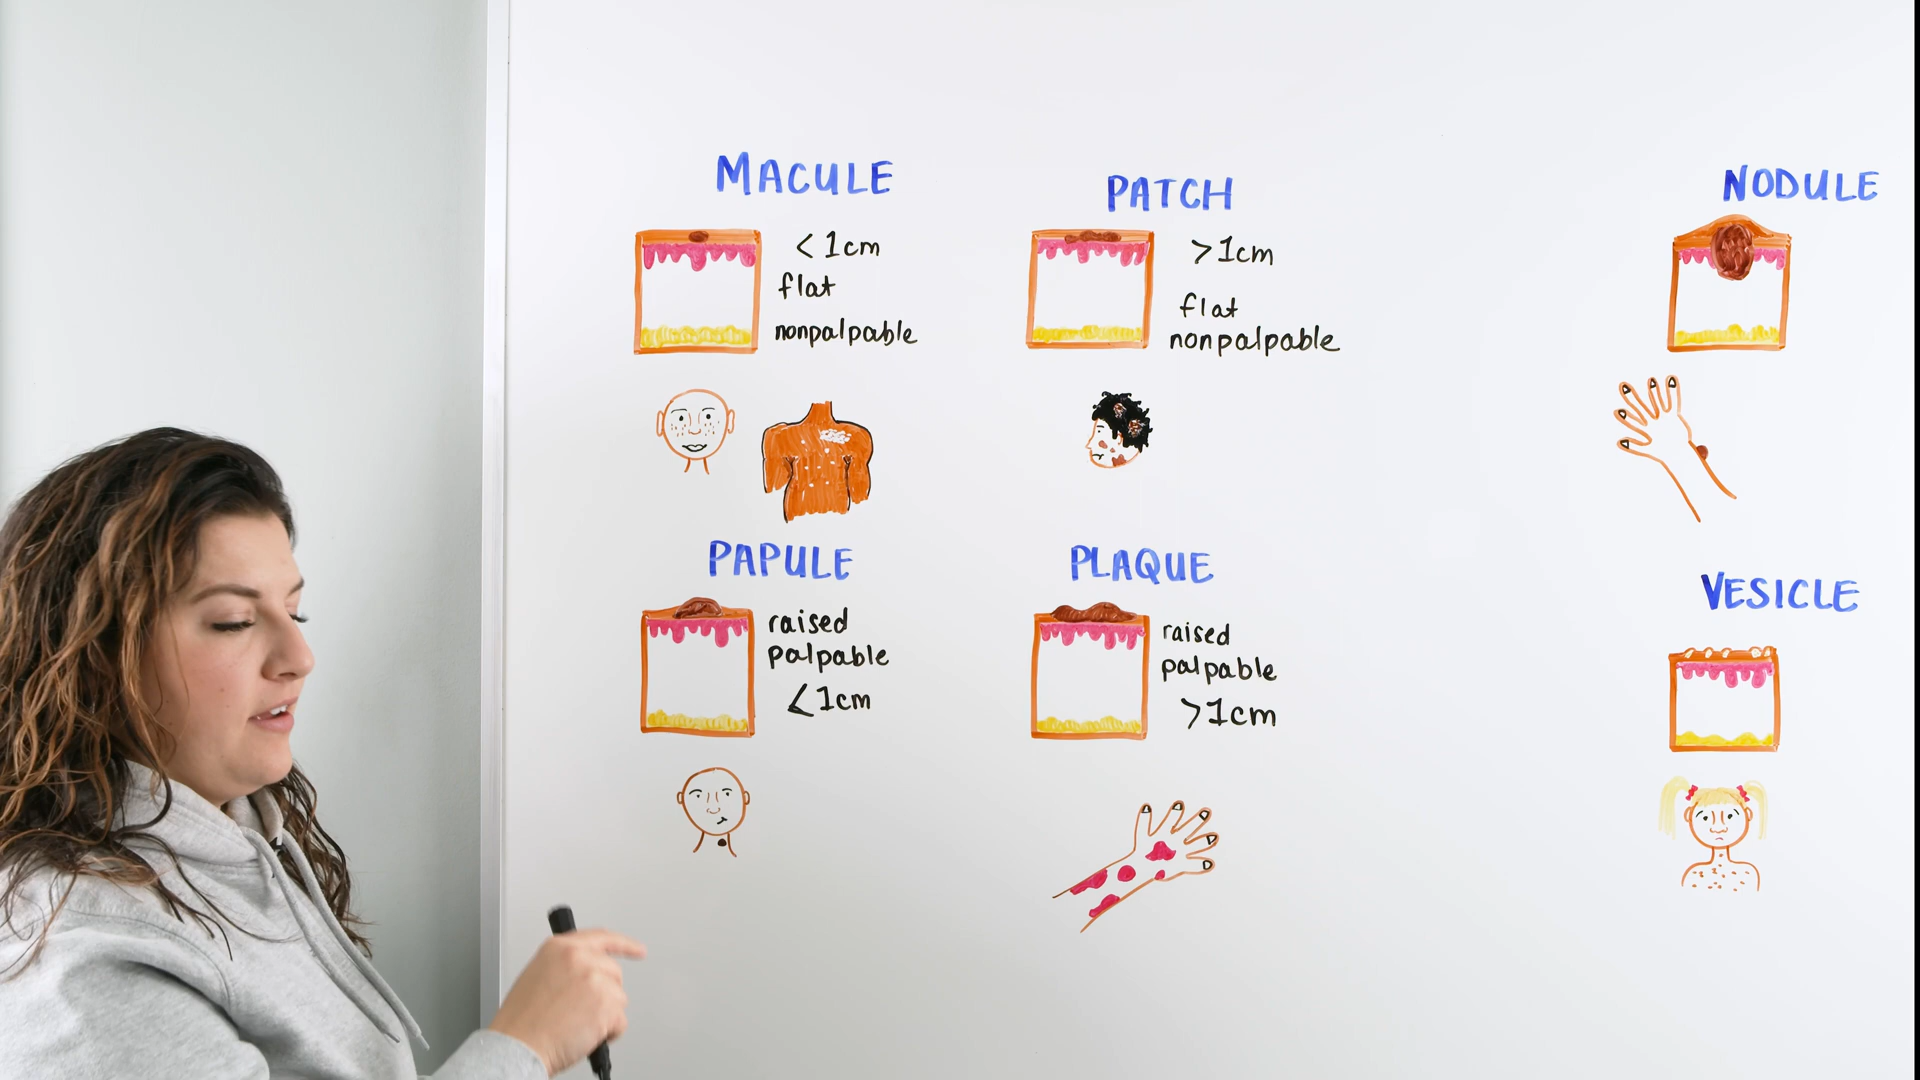 MACULE
< 1cm
flat
nonpalpable
PATCH
>1cm
flat
nonpalpable
NODULE
PAPULE
raised
palpable
<1cm
PLAQUE
raised
palpable
>1cm
VESICLE